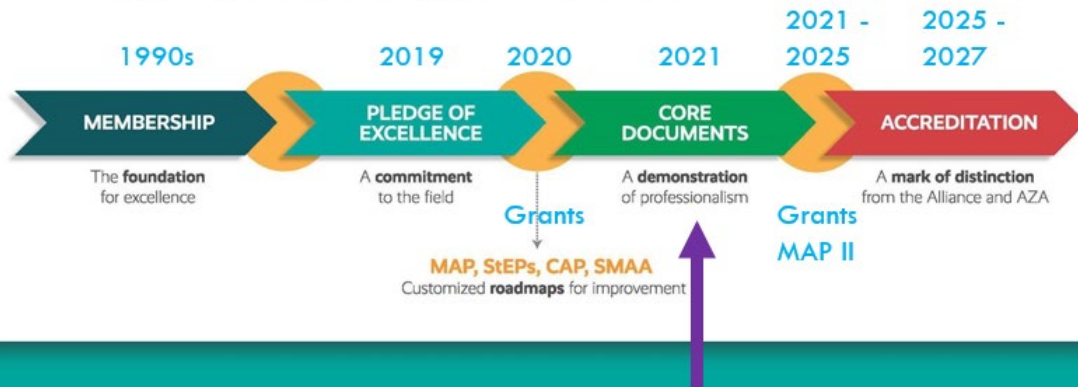 1990s
2019
2020
2021
2021 -
2025
2025 -
2027
MEMBERSHIP
PLEDGE OF
EXCELLENCE
CORE
DOCUMENTS
ACCREDITATION
The foundation
for excellence
A commitment
to the field
A demonstration
of professionalism
A mark of distinction
from the Alliance and AZA
Grants
Grants
MAP II
MAP, StEPs, CAP, SMAA
Customized roadmaps for improvement